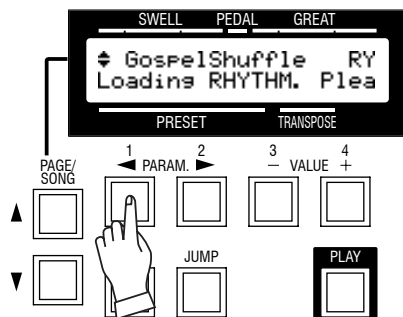 SWELL PEDAL GREAT
GospelShuffle RY
Loading RHYTHM. Plea
PRESET TRANSPOSE
1 2 3 4
PAGE/ ◀ PARAM. ▶ − VALUE +
SONG
JUMP PLAY